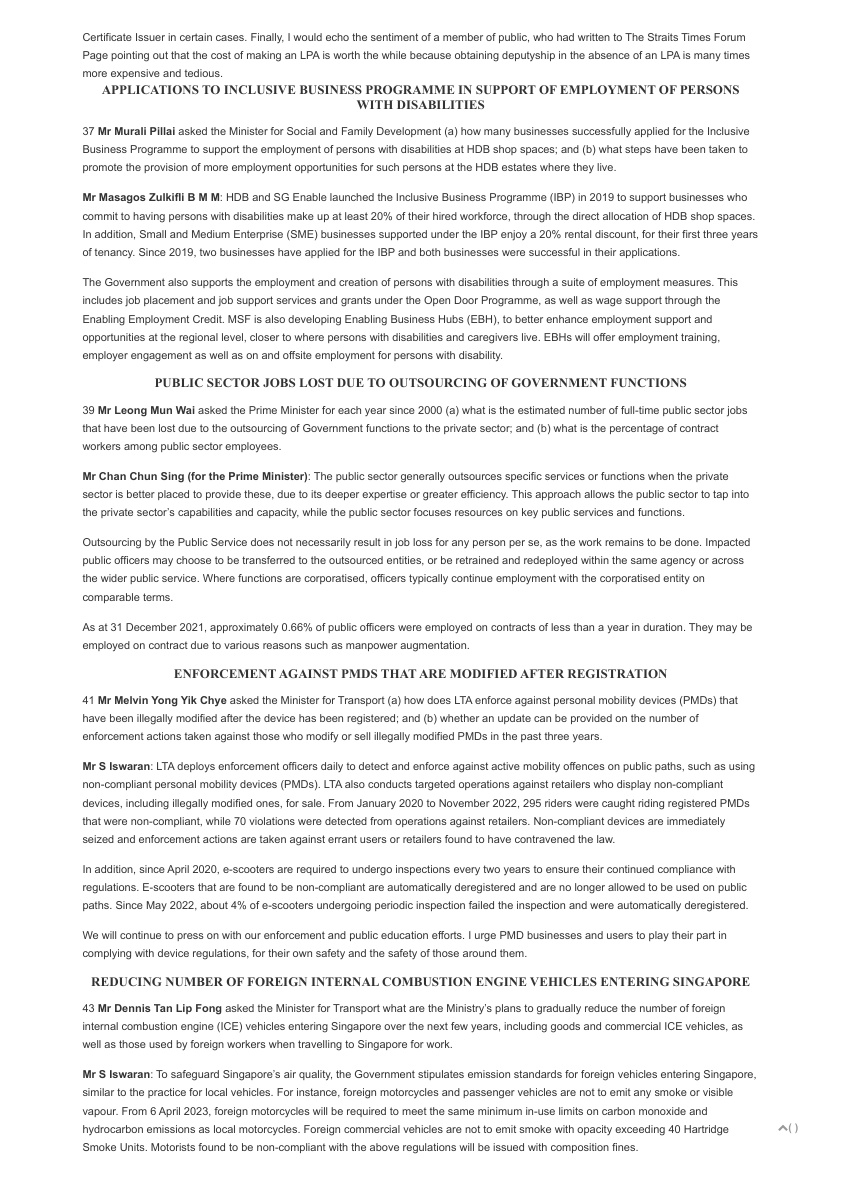 Certificate Issuer in certain cases. Finally, I would echo the sentiment of a member of public, who had written to The Straits Times Forum
Page pointing out that the cost of making an LPA is worth the while because obtaining deputyship in the absence of an LPA is many times
more expensive and tedious.
APPLICATIONS TO INCLUSIVE BUSINESS PROGRAMME IN SUPPORT OF EMPLOYMENT OF PERSONS
WITH DISABILITIES
37 Mr Murali Pillai asked the Minister for Social and Family Development (a) how many businesses successfully applied for the Inclusive
Business Programme to support the employment of persons with disabilities at HDB shop spaces; and (b) what steps have been taken to
promote the provision of more employment opportunities for such persons at the HDB estates where they live.
Mr Masagos Zulkifli B M M: HDB and SG Enable launched the Inclusive Business Programme (IBP) in 2019 to support businesses who
commit to having persons with disabilities make up at least 20% of their hired workforce, through the direct allocation of HDB shop spaces.
In addition, Small and Medium Enterprise (SME) businesses supported under the IBP enjoy a 20% rental discount, for their first three years
of tenancy. Since 2019, two businesses have applied for the IBP and both businesses were successful in their applications.
The Government also supports the employment and creation of persons with disabilities through a suite of employment measures. This
includes job placement and job support services and grants under the Open Door Programme, as well as wage support through the
Enabling Employment Credit. MSF is also developing Enabling Business Hubs (EBH), to better enhance employment support and
opportunities at the regional level, closer to where persons with disabilities and caregivers live. EBHs will offer employment training,
employer engagement as well as on and offsite employment for persons with disability.
PUBLIC SECTOR JOBS LOST DUE TO OUTSOURCING OF GOVERNMENT FUNCTIONS
39 Mr Leong Mun Wai asked the Prime Minister for each year since 2000 (a) what is the estimated number of full-time public sector jobs
that have been lost due to the outsourcing of Government functions to the private sector; and (b) what is the percentage of contract
workers among public sector employees.
Mr Chan Chun Sing (for the Prime Minister): The public sector generally outsources specific services or functions when the private
sector is better placed to provide these, due to its deeper expertise or greater efficiency. This approach allows the public sector to tap into
the private sector's capabilities and capacity, while the public sector focuses resources on key public services and functions.
Outsourcing by the Public Service does not necessarily result in job loss for any person per se, as the work remains to be done. Impacted
public officers may choose to be transferred to the outsourced entities, or be retrained and redeployed within the same agency or across
the wider public service. Where functions are corporatised, officers typically continue employment with the corporatised entity on
comparable terms.
As at 31 December 2021, approximately 0.66% of public officers were employed on contracts of less than a year in duration. They may be
employed on contract due to various reasons such as manpower augmentation.
ENFORCEMENT AGAINST PMDS THAT ARE MODIFIED AFTER REGISTRATION
41 Mr Melvin Yong Yik Chye asked the Minister for Transport (a) how does LTA enforce against personal mobility devices (PMDs) that
have been illegally modified after the device has been registered; and (b) whether an update can be provided on the number of
enforcement actions taken against those who modify or sell illegally modified PMDs in the past three years.
Mr S Iswaran: LTA deploys enforcement officers daily to detect and enforce against active mobility offences on public paths, such as using
non-compliant personal mobility devices (PMDs). LTA also conducts targeted operations against retailers who display non-compliant
devices, including illegally modified ones, for sale. From January 2020 to November 2022, 295 riders were caught riding registered PMDs
that were non-compliant, while 70 violations were detected from operations against retailers. Non-compliant devices are immediately
seized and enforcement actions are taken against errant users or retailers found to have contravened the law.
In addition, since April 2020, e-scooters are required to undergo inspections every two years to ensure their continued compliance with
regulations. E-scooters that are found to be non-compliant are automatically deregistered and are no longer allowed to be used on public
paths. Since May 2022, about 4% of e-scooters undergoing periodic inspection failed the inspection and were automatically deregistered.
We will continue to press on with our enforcement and public education efforts. I urge PMD businesses and users to play their part in
complying with device regulations, for their own safety and the safety of those around them.
REDUCING NUMBER OF FOREIGN INTERNAL COMBUSTION ENGINE VEHICLES ENTERING SINGAPORE
43 Mr Dennis Tan Lip Fong asked the Minister for Transport what are the Ministry's plans to gradually reduce the number of foreign
internal combustion engine (ICE) vehicles entering Singapore over the next few years, including goods and commercial ICE vehicles, as
well as those used by foreign workers when travelling to Singapore for work.
Mr S Iswaran: To safeguard Singapore's air quality, the Government stipulates emission standards for foreign vehicles entering Singapore,
similar to the practice for local vehicles. For instance, foreign motorcycles and passenger vehicles are not to emit any smoke or visible
vapour. From 6 April 2023, foreign motorcycles will be required to meet the same minimum in-use limits on carbon monoxide and
hydrocarbon emissions as local motorcycles. Foreign commercial vehicles are not to emit smoke with opacity exceeding 40 Hartridge
Smoke Units. Motorists found to be non-compliant with the above regulations will be issued with composition fines.
( )